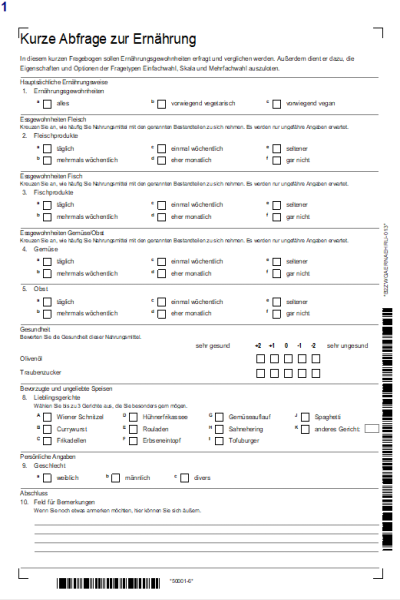 1
Kurze Abfrage zur Ernährung
In diesem kurzen Fragebogen sollen Ernährungsgewohnheiten erfragt und verglichen werden. Außerdem dient er dazu, die
Eigenschaften und Optionen der Fragetypen Einfachwahl, Skala und Mehrfachwahl auszuloten.
Hauptsächliche Ernährungsweise
1. Ernährungsgewohnheiten
a alles b vorwiegend vegetarisch c vorwiegend vegan
Essgewohnheiten Fleisch
Kreuzen Sie an, wie häufig Sie Nahrungsmittel mit den genannten Bestandteilen zu sich nehmen. Es werden nur ungefähre Angaben erwartet.
2. Fleischprodukte
a täglich c einmal wöchentlich e seltener
b mehrmals wöchentlich d eher monatlich f gar nicht
Essgewohnheiten Fisch
Kreuzen Sie an, wie häufig Sie Nahrungsmittel mit den genannten Bestandteilen zu sich nehmen. Es werden nur ungefähre Angaben erwartet.
3. Fischprodukte
a täglich c einmal wöchentlich e seltener
b mehrmals wöchentlich d eher monatlich f gar nicht
Essgewohnheiten Gemüse/Obst
Kreuzen Sie an, wie häufig Sie Nahrungsmittel mit den genannten Bestandteilen zu sich nehmen. Es werden nur ungefähre Angaben erwartet.
4. Gemüse
a täglich c einmal wöchentlich e seltener
b mehrmals wöchentlich d eher monatlich f gar nicht
5. Obst
a täglich c einmal wöchentlich e seltener
b mehrmals wöchentlich d eher monatlich f gar nicht
Gesundheit
Bewerten Sie die Gesundheit dieser Nahrungsmittel.
sehr gesund +2 +1 0 -1 -2 sehr ungesund
Olivenöl
Traubenzucker
Bevorzugte und ungeliebte Speisen
8. Lieblingsgerichte
Wählen Sie bis zu 3 Gerichte aus, die Sie besonders gern mögen.
A Wiener Schnitzel D Hühnerfrikassee G Gemüseauflauf J Spaghetti
B Currywurst E Rouladen H Sahnehering K anderes Gericht:
C Frikadellen F Erbseneintopf I Tofuburger
Persönliche Angaben
9. Geschlecht
a weiblich b männlich c divers
Abschluss
10. Feld für Bemerkungen
Wenn Sie noch etwas anmerken möchten, hier können Sie sich äußern.
*50001-6*